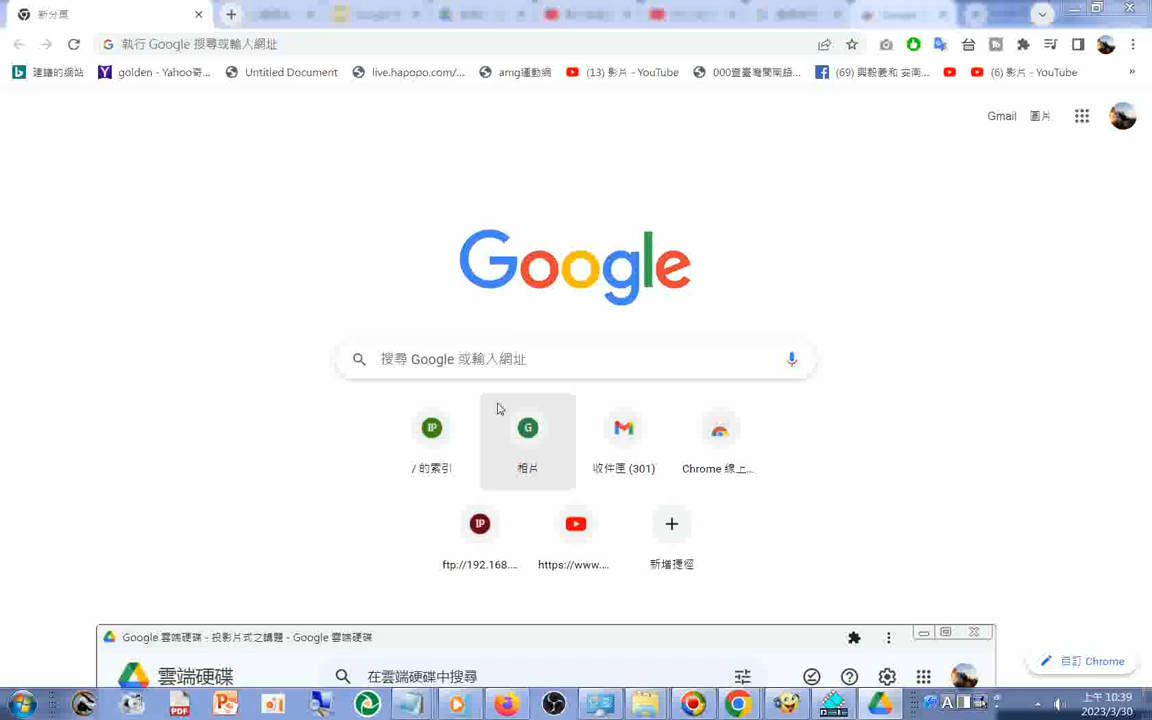 新分頁
執行 Google 搜尋或輸入網址
建議的網站
golden - Yahoo奇...
Untitled Document
live.hapopo.com/...
amg運動網
(13) 影片 - YouTube
000臺灣閩南語...
(69) 與毅養和 安南...
(6) 影片 - YouTube
»
Gmail
圖片
Google
搜尋 Google 或輸入網址
IP
G
/ 的索引
相片
收件匣 (301)
Chrome 線上...
IP
ftp://192.168....
https://www....
新增捷徑
Google 雲端硬碟 - 投影片式之講題 - Google 雲端硬碟
雲端硬碟
在雲端硬碟中搜尋
自訂 Chrome
PDF
A
上午 10:39
2023/3/30